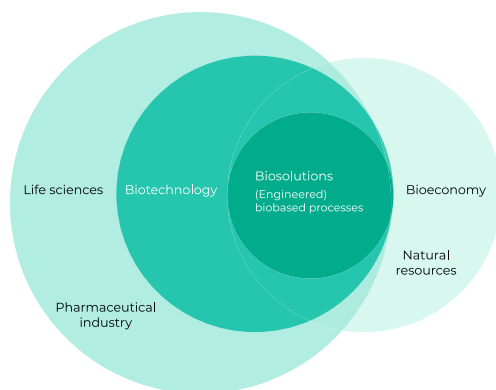 Life sciences
Biotechnology
Biosolutions
(Engineered)
biobased processes
Bioeconomy
Natural
resources
Pharmaceutical
industry